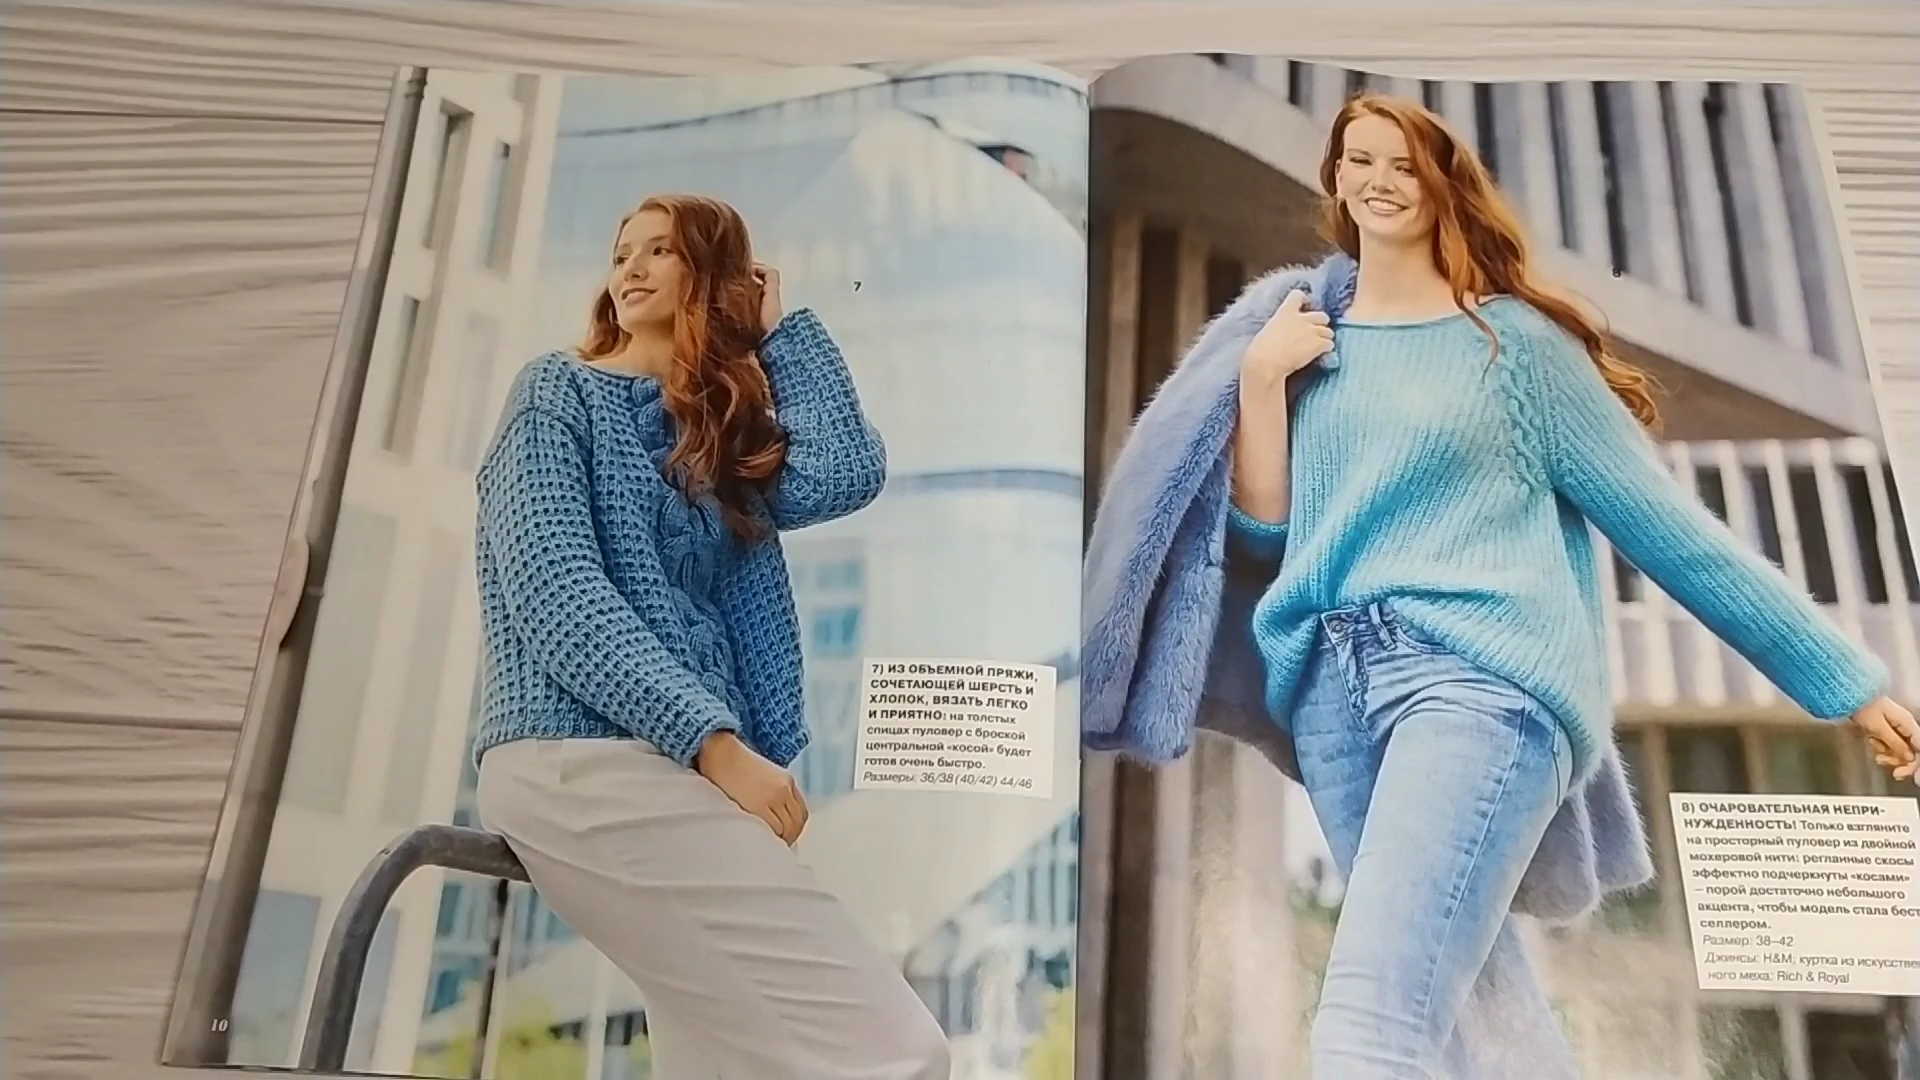 7
7) ИЗ ОБЪЕМНОЙ ПРЯЖИ,
СОЧЕТАЮЩЕЙ ШЕРСТЬ И
ХЛОПОК, ВЯЗАТЬ ЛЕГКО
И ПРИЯТНО: на толстых
спицах пуловер с броской
центральной «косой» будет
готов очень быстро.
Размеры: 36/38 (40/42) 44/46
10
8
8) ОЧАРОВАТЕЛЬНАЯ НЕПРИ-
НУЖДЕННОСТЬ! Только взгляните
на просторный пуловер из двойной
мохеровой нити: регланные скосы
эффектно подчеркнуты «косами»
– порой достаточно небольшого
акцента, чтобы модель стала бест
селлером.
Размер: 38–42
Джинсы: H&M; куртка из искусстве
ного меха: Rich & Royal